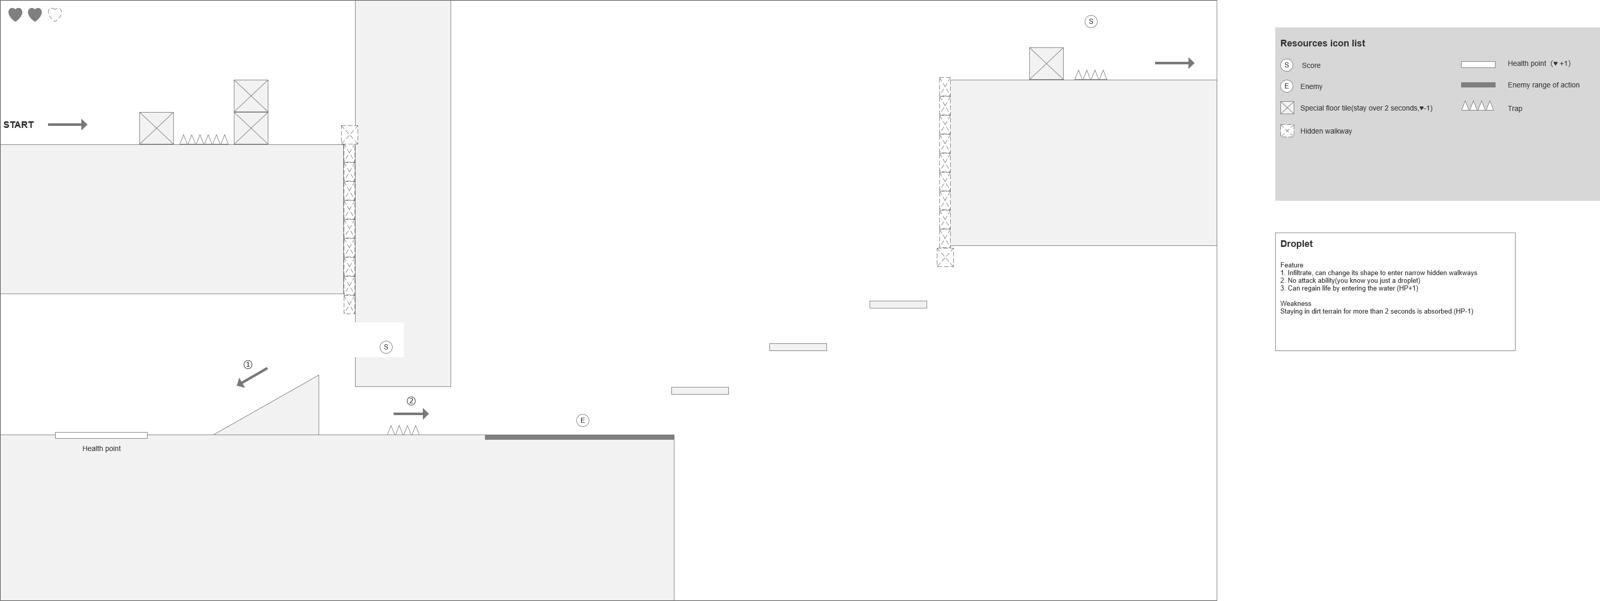 S
START
S
①
②
E
Health point
Resources icon list
S Score
Health point（♥ +1)
E Enemy
Enemy range of action
Special floor tile(stay over 2 seconds,♥-1)
Trap
Hidden walkway
Droplet
Feature
1. Infiltrate, can change its shape to enter narrow hidden walkways
2. No attack ability(you know you just a droplet)
3. Can regain life by entering the water (HP+1)
Weakness
Staying in dirt terrain for more than 2 seconds is absorbed (HP-1)